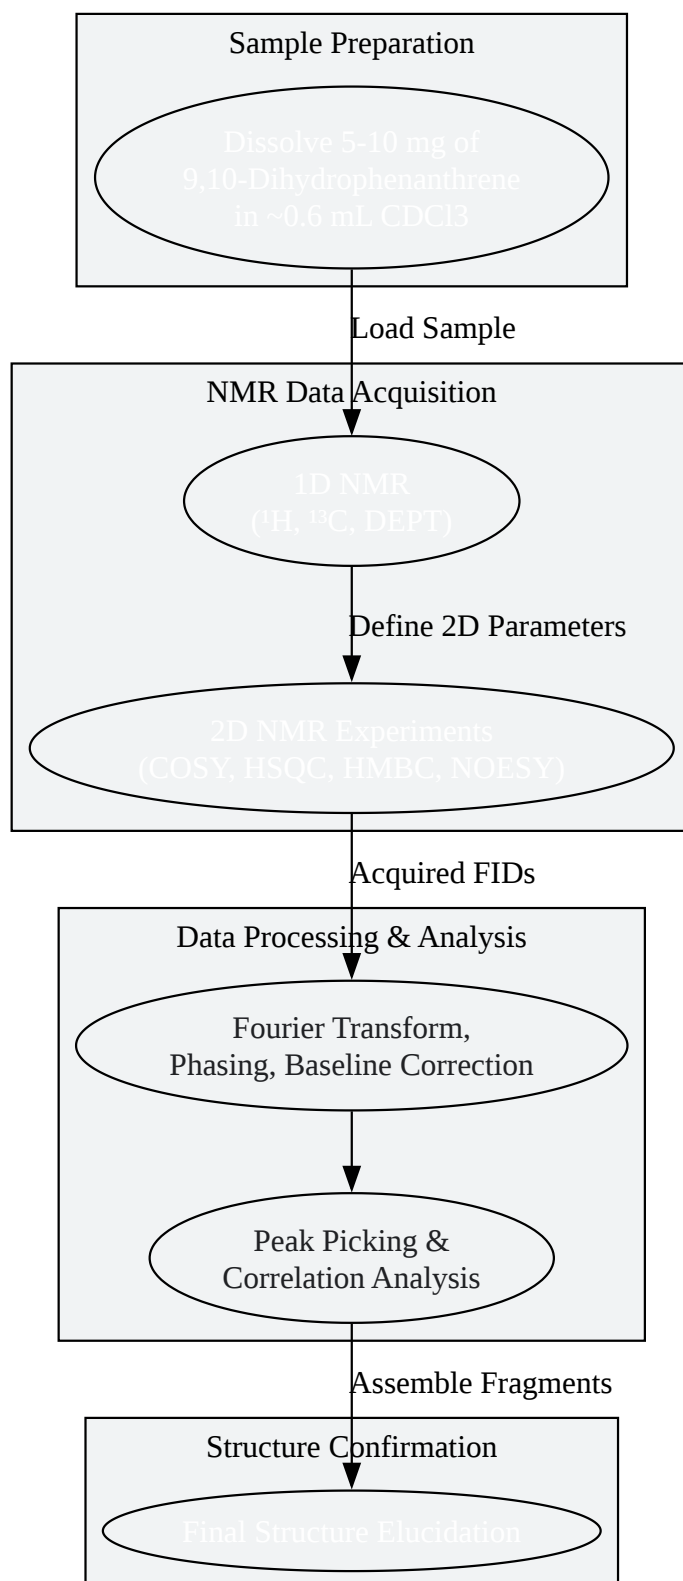 Sample Preparation
Dissolve 5-10 mg of
9,10-Dihydrophenanthrene
in ~0.6 mL CDCl3
Load Sample
NMR Data Acquisition
1D NMR
(¹H, ¹³C, DEPT)
Define 2D Parameters
2D NMR Experiments
(COSY, HSQC, HMBC, NOESY)
Acquired FIDs
Data Processing & Analysis
Fourier Transform,
Phasing, Baseline Correction
Peak Picking &
Correlation Analysis
Assemble Fragments
Structure Confirmation
Final Structure Elucidation